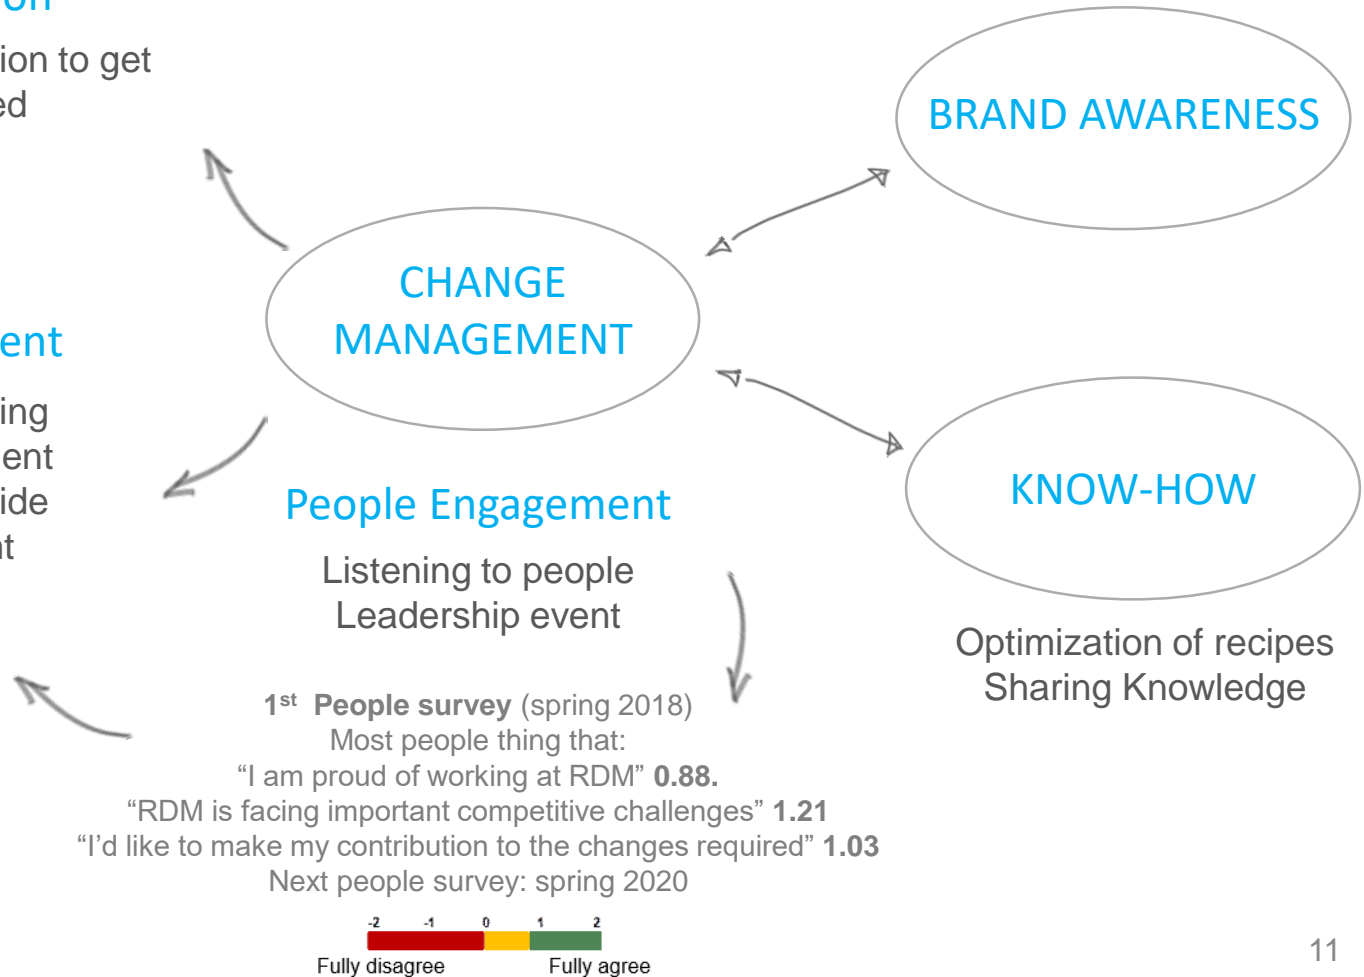 on
ion to get
ed
BRAND AWARENESS
CHANGE
MANAGEMENT
ent
ing
ent
ide
nt
People Engagement
Listening to people
Leadership event
KNOW-HOW
Optimization of recipes
Sharing Knowledge
1st People survey (spring 2018)
Most people thing that:
“I am proud of working at RDM” 0.88.
“RDM is facing important competitive challenges” 1.21
“I’d like to make my contribution to the changes required” 1.03
Next people survey: spring 2020
-2 -1 0 1 2
Fully disagree Fully agree
11